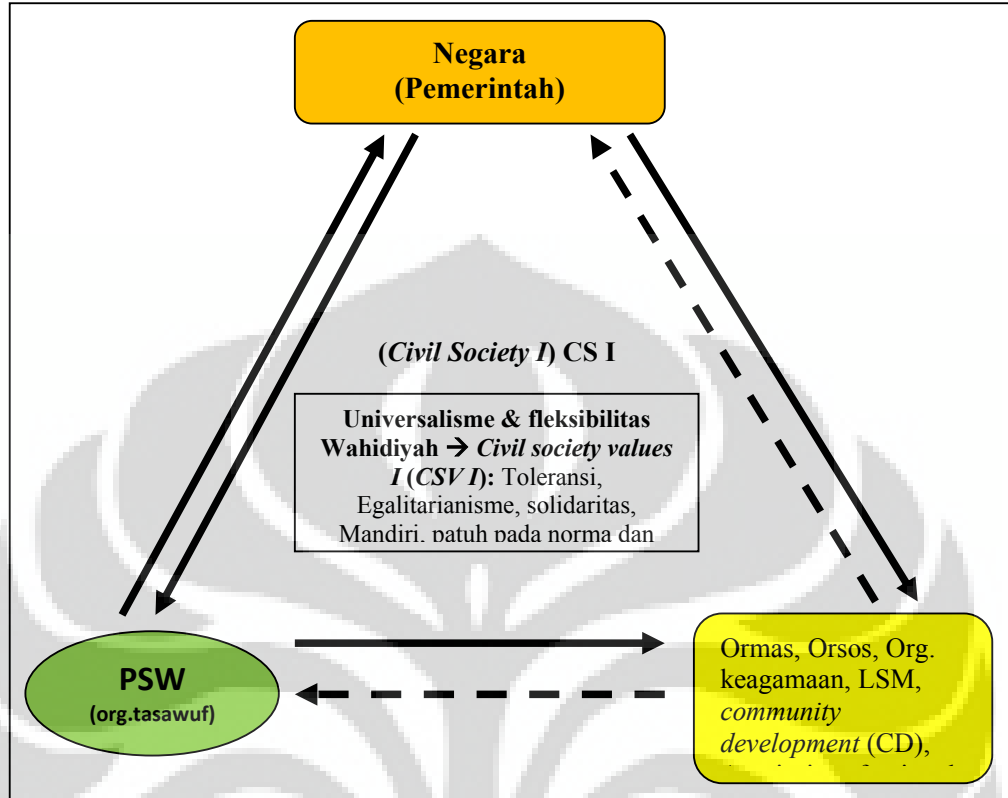 Negara
(Pemerintah)
(Civil Society I) CS I
Universalisme & fleksibilitas
Wahidiyah → Civil society values
I (CSV I): Toleransi,
Egalitarianisme, solidaritas,
Mandiri, patuh pada norma dan
PSW
(org.tasawuf)
Ormas, Orsos, Org.
keagamaan, LSM,
community
development (CD),